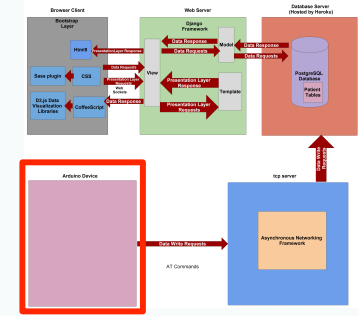 Browser Client
Web Server
Database Server
(Hosted by Heroku)
Bootstrap
Layer
Django
Framework
Html5
Presentation Layer Response
Data Response
Data Requests
Model
Data Response
Data Requests
Sass plugin
CSS
Data Requests
Presentation Layer
Requests
Web
Sockets
View
Presentation Layer
Responses
PostgreSQL
Database
Patient
Tables
D3.js Data
Visualization
Libraries
CoffeeScript
Data Response
Presentation Layer
Requests
Template
Data Write
Requests
Arduino Device
tcp server
Data Write Requests
Asynchronous Networking
Framework
AT Commands